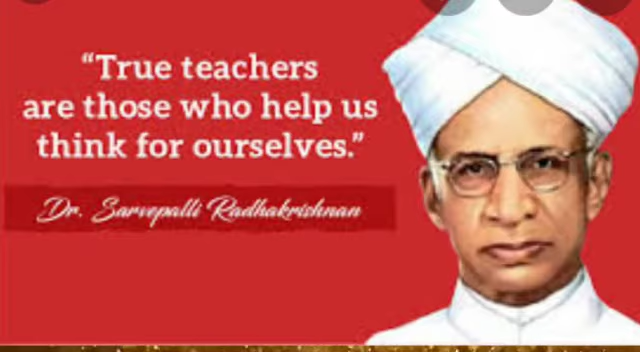 “True teachers
are those who help us
think for ourselves.”
Dr. Sarvepalli Radhakrishnan